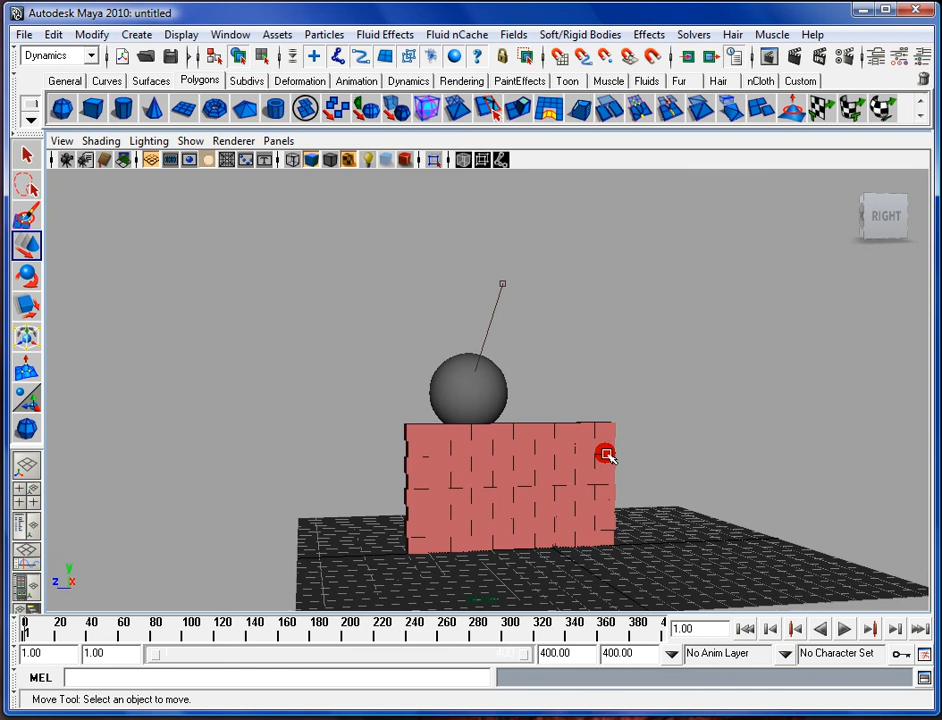 Autodesk Maya 2010: untitled
File Edit Modify Create Display Window Assets Particles Fluid Effects Fluid nCache Fields Soft/Rigid Bodies Effects Solvers Hair Muscle Help
Dynamics
General Curves Surfaces Polygons Subdivs Deformation Animation Dynamics Rendering PaintEffects Toon Muscle Fluids Fur Hair nCloth Custom
View Shading Lighting Show Renderer Panels
RIGHT
y
z x
0 20 40 60 80 100 120 140 160 180 200 220 240 260 280 300 320 340 360 380 4 1.00
1
1.00 1.00 400.00 400.00 No Anim Layer No Character Set
MEL
Move Tool: Select an object to move.